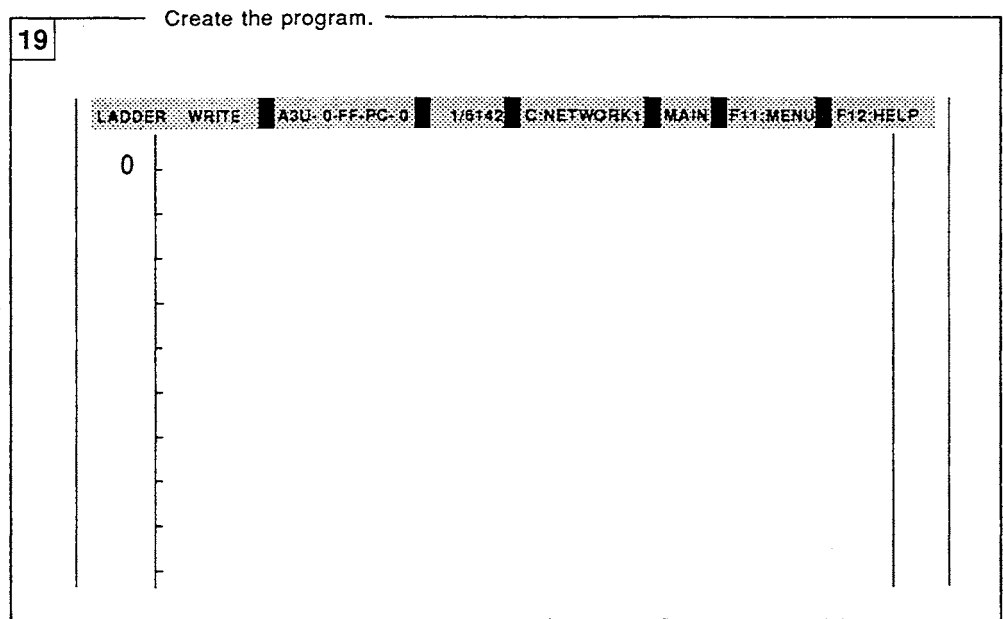 Create the program.
19
LADDER WRITE A3U- 0-FF-PC- 0 1/6142 C:NETWORK1 MAIN F11:MENU F12:HELP
0